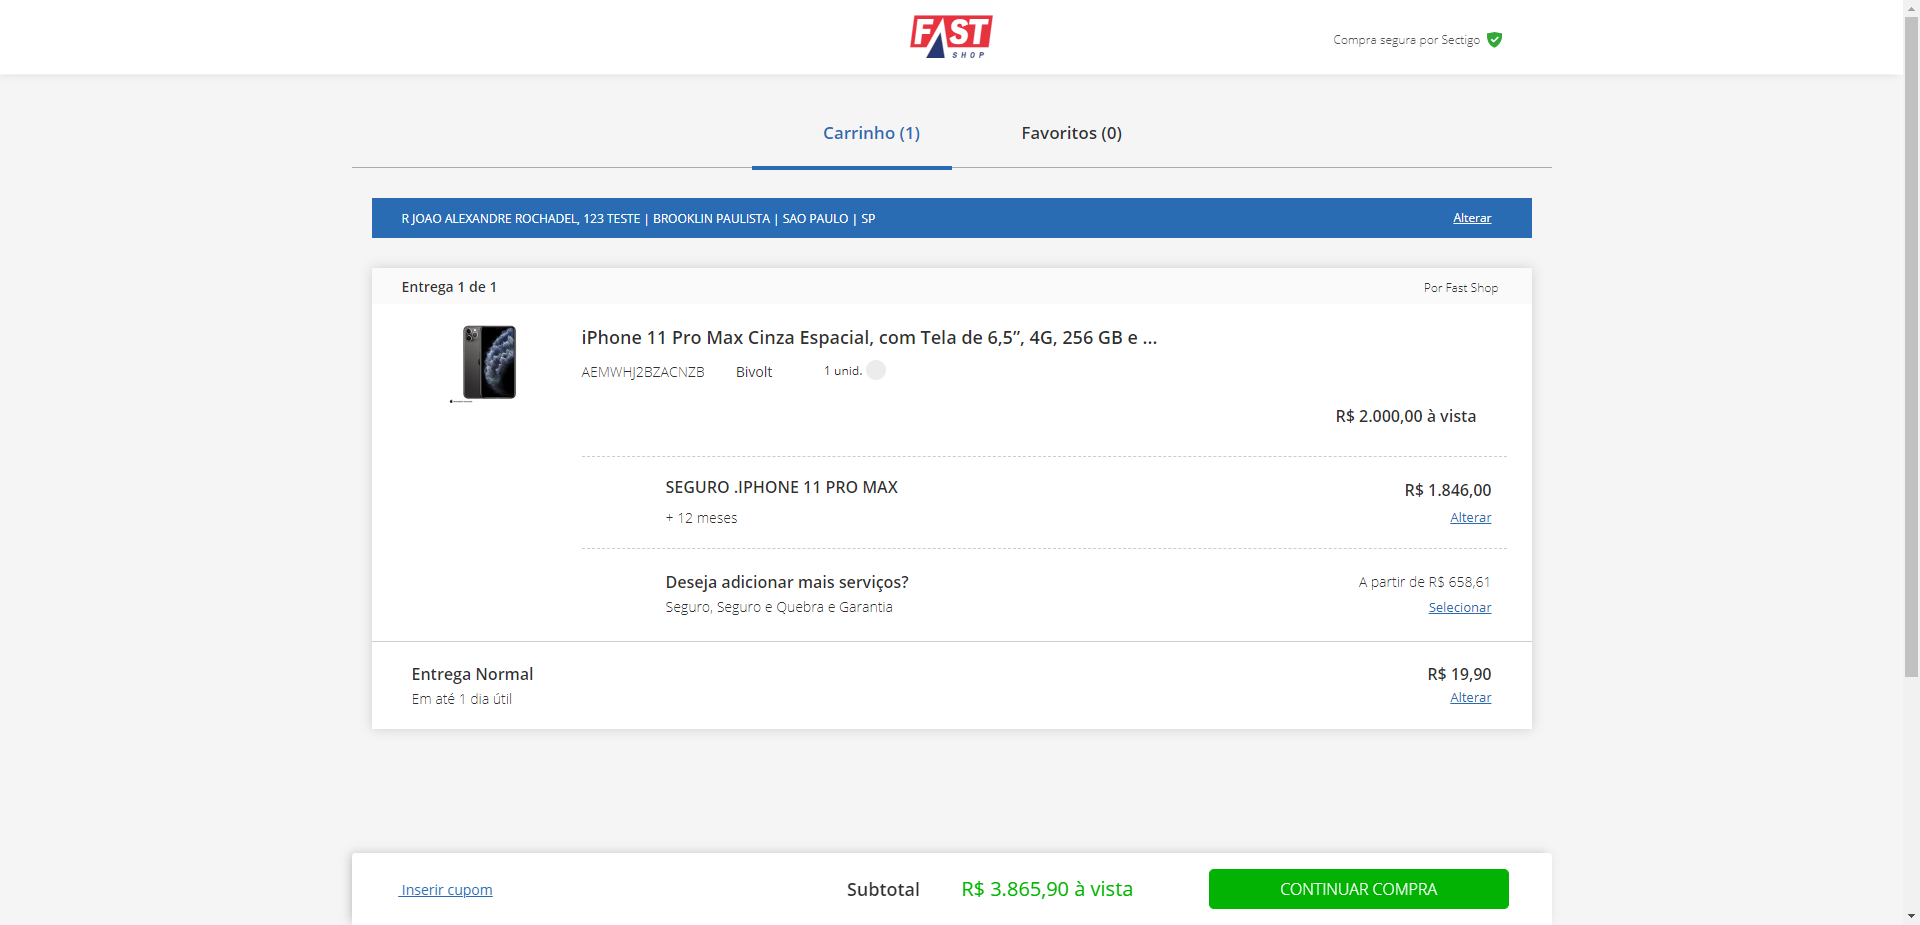 FAST
SHOP
Compra segura por Sectigo
Carrinho (1)
Favoritos (0)
R JOAO ALEXANDRE ROCHADEL, 123 TESTE | BROOKLIN PAULISTA | SAO PAULO | SP
Alterar
Entrega 1 de 1
Por Fast Shop
iPhone 11 Pro Max Cinza Espacial, com Tela de 6,5”, 4G, 256 GB e ...
AEMWHJ2BZACNZB
Bivolt
1 unid.
R$ 2.000,00 à vista
SEGURO .IPHONE 11 PRO MAX
R$ 1.846,00
+ 12 meses
Alterar
Deseja adicionar mais serviços?
A partir de R$ 658,61
Seguro, Seguro e Quebra e Garantia
Selecionar
Entrega Normal
R$ 19,90
Em até 1 dia útil
Alterar
Inserir cupom
Subtotal
R$ 3.865,90 à vista
CONTINUAR COMPRA